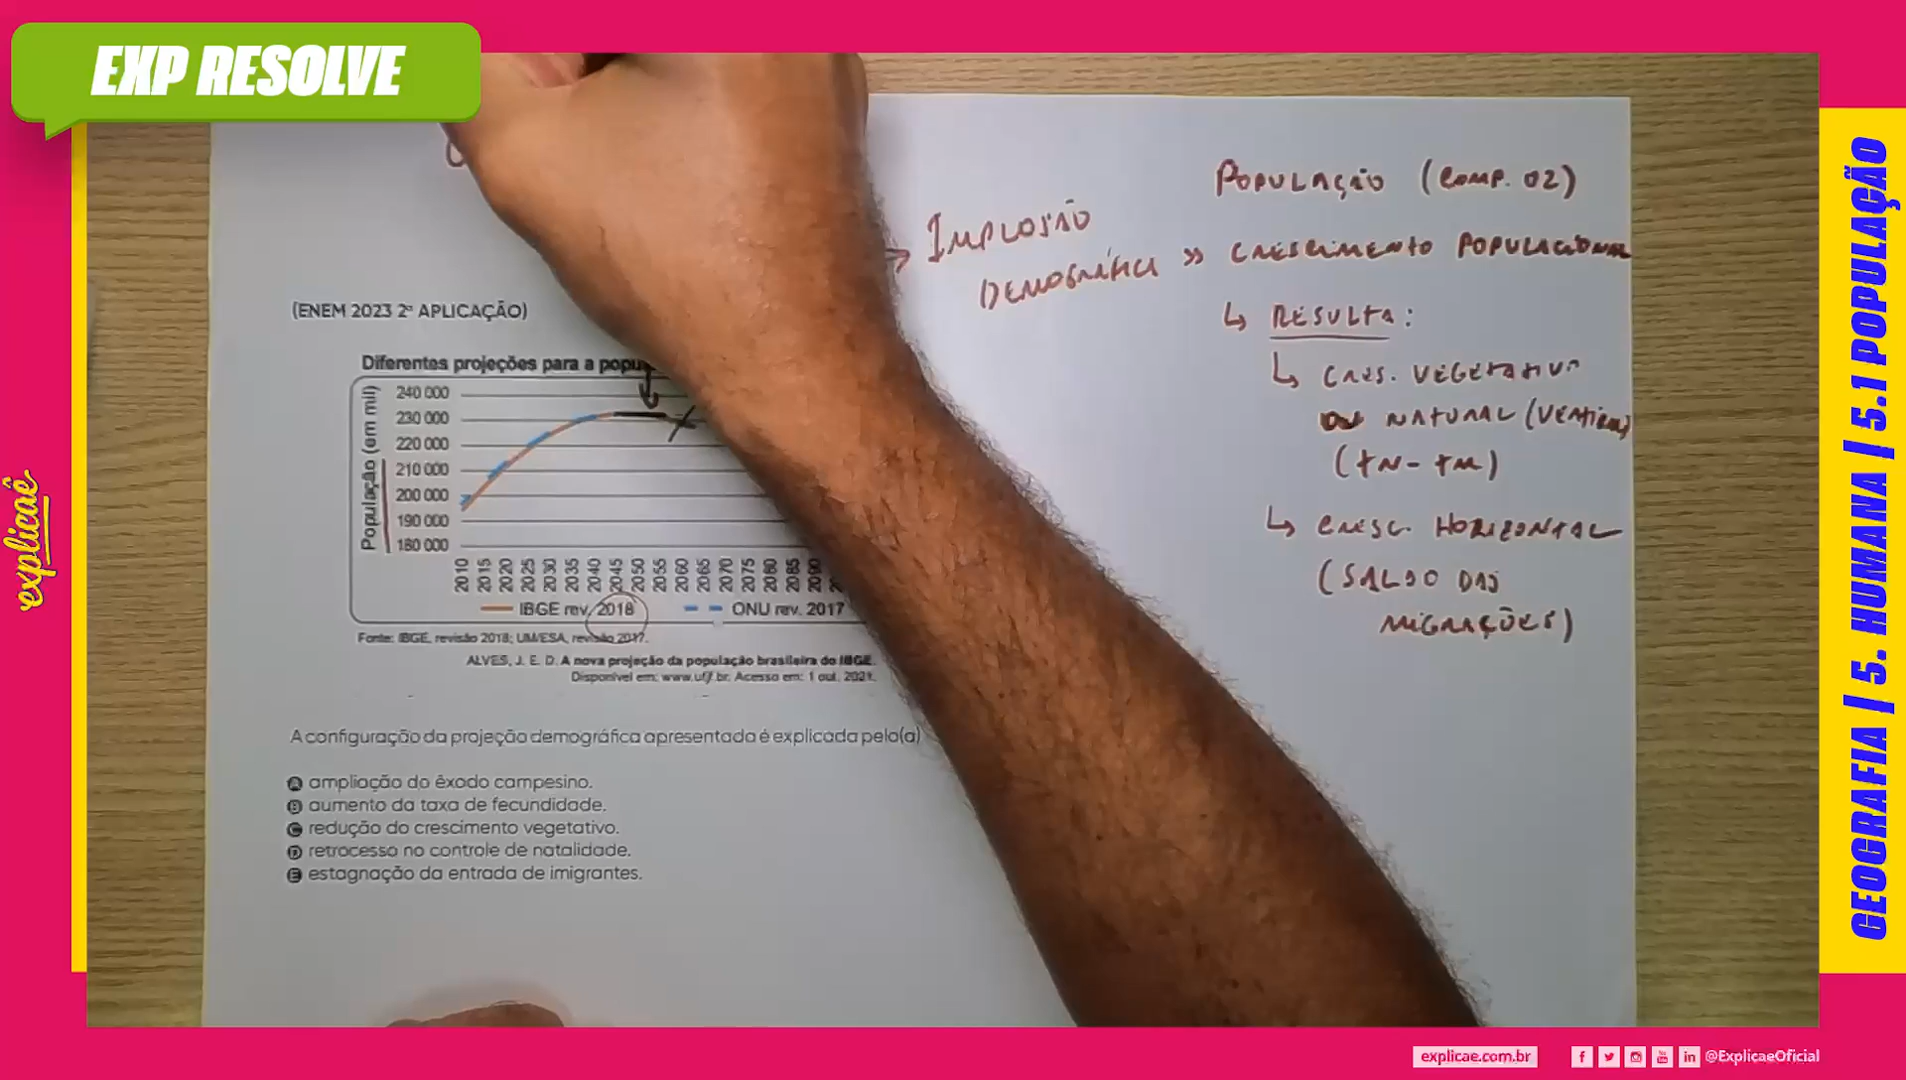 EXP RESOLVE
explicaê
GEOGRAFIA | 5. HUMANA | 5.1 POPULAÇÃO
POPULAÇÃO (COMP. 02)
IMPLOSÃO
DEMOGRÁFICA » CRESCIMENTO POPULACIONAL
↳ RESULTA:
↳ CRES. VEGETATIVO
OU NATURAL (VERTICAL)
(TN - TM)
↳ CRESC. HORIZONTAL
(SALDO DAS
MIGRAÇÕES)
(ENEM 2023 2ª APLICAÇÃO)
Diferentes projeções para a popu
População (em mil)
240 000
230 000
220 000
210 000
200 000
190 000
180 000
2010 2015 2020 2025 2030 2035 2040 2045 2050 2055 2060 2065 2070 2075 2080 2085 2090
IBGE rev. 2018 ONU rev. 2017
Fonte: IBGE, revisão 2018; UM/ESA, revisão 2017.
ALVES, J. E. D. A nova projeção da população brasileira do IBGE.
Disponível em: www.ufjf.br. Acesso em: 1 out. 2021.
A configuração da projeção demográfica apresentada é explicada pelo(a)
A ampliação do êxodo campesino.
B aumento da taxa de fecundidade.
C redução do crescimento vegetativo.
D retrocesso no controle de natalidade.
E estagnação da entrada de imigrantes.
explicae.com.br @ExplicaeOficial